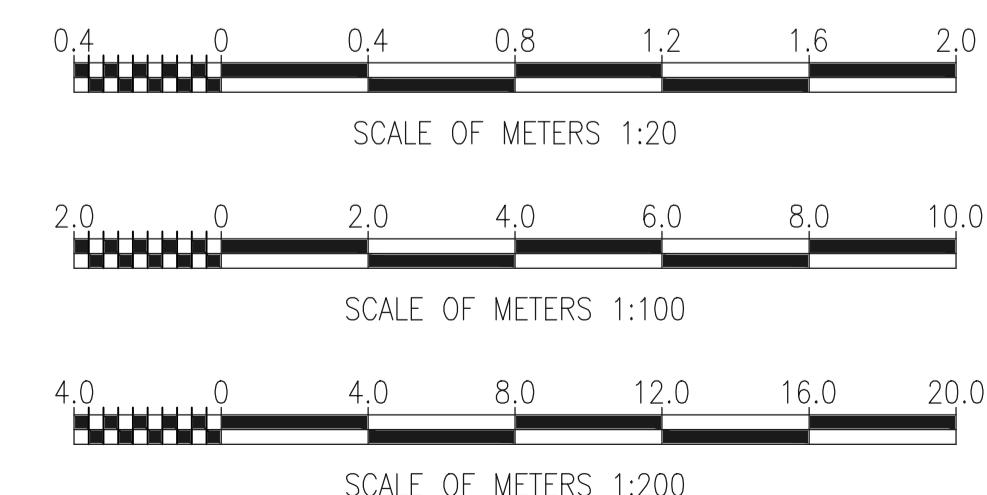 0.4 0 0.4 0.8 1.2 1.6 2.0
SCALE OF METERS 1:20
2.0 0 2.0 4.0 6.0 8.0 10.0
SCALE OF METERS 1:100
4.0 0 4.0 8.0 12.0 16.0 20.0
SCALE OF METERS 1:200